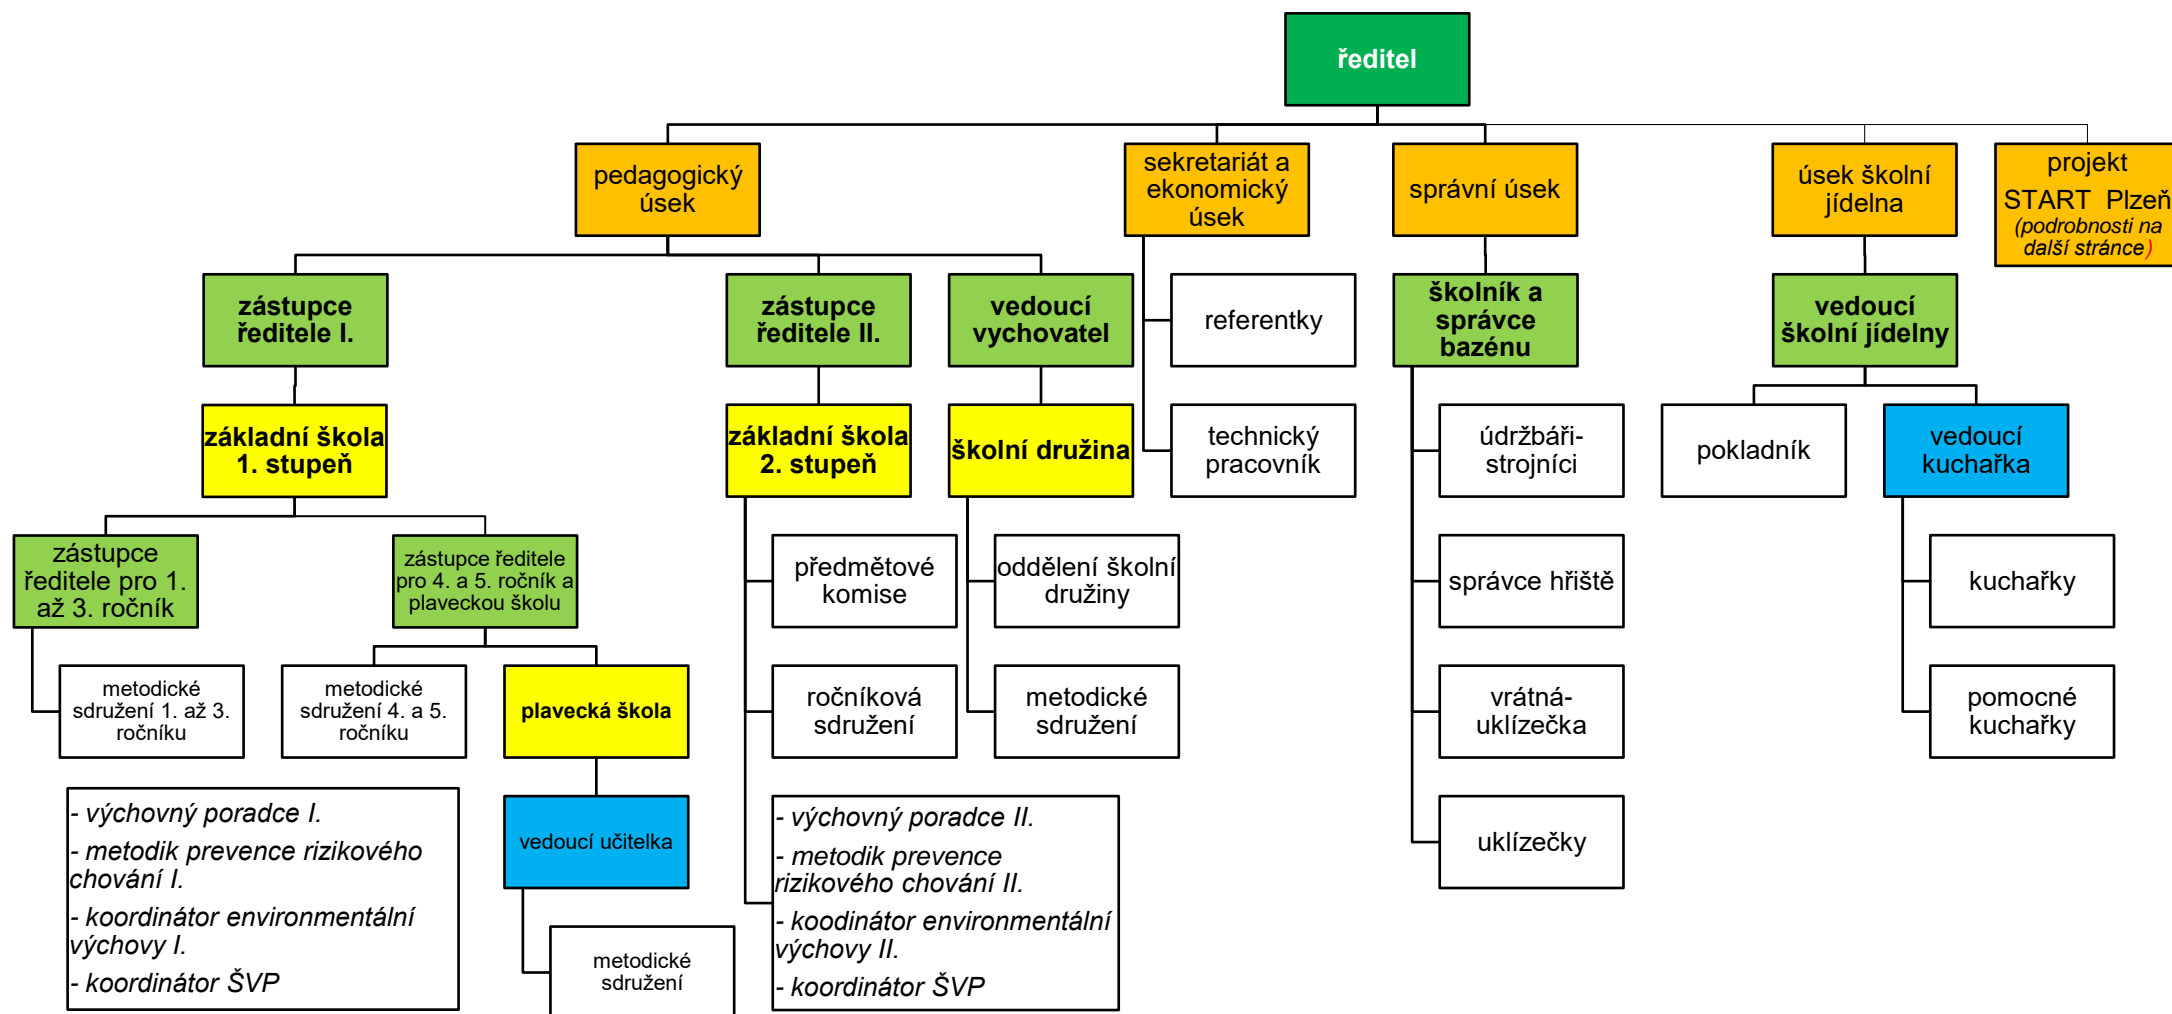 ředitel
pedagogický
úsek
sekretariát a
ekonomický
úsek
správní úsek
úsek školní
jídelna
projekt
START  Plzeň
(podrobnosti na
další stránce)
zástupce
ředitele I.
zástupce
ředitele II.
vedoucí
vychovatel
referentky
školník a
správce
bazénu
vedoucí
školní jídelny
základní škola
1. stupeň
základní škola
2. stupeň
školní družina
technický
pracovník
údržbáři-
strojníci
pokladník
vedoucí
kuchařka
zástupce
ředitele pro 1.
až 3. ročník
zástupce ředitele
pro 4. a 5. ročník a
plaveckou školu
předmětové
komise
oddělení školní
družiny
správce hřiště
kuchařky
metodické
sdružení 1. až 3.
ročníku
metodické
sdružení 4. a 5.
ročníku
plavecká škola
ročníková
sdružení
metodické
sdružení
vrátná-
uklízečka
pomocné
kuchařky
- výchovný poradce I.
- metodik prevence rizikového
chování I.
- koordinátor environmentální
výchovy I.
- koordinátor ŠVP
vedoucí učitelka
- výchovný poradce II.
- metodik prevence
rizikového chování II.
- koodinátor environmentální
výchovy II.
- koordinátor ŠVP
uklízečky
metodické
sdružení